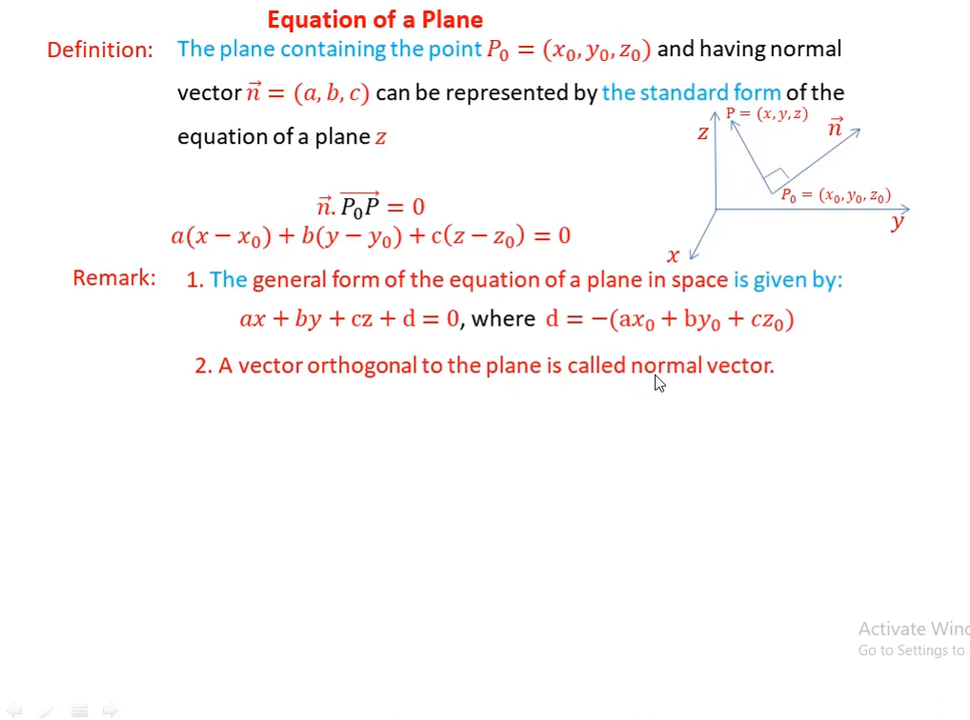 Equation of a Plane
Definition: The plane containing the point P₀ = (x₀, y₀, z₀) and having normal
vector n⃗ = (a, b, c) can be represented by the standard form of the
equation of a plane z
P = (x, y, z)
n⃗
z
P₀ = (x₀, y₀, z₀)
y
x
n⃗. P₀P⃗ = 0
a(x − x₀) + b(y − y₀) + c(z − z₀) = 0
Remark: 1. The general form of the equation of a plane in space is given by:
ax + by + cz + d = 0, where d = −(ax₀ + by₀ + cz₀)
2. A vector orthogonal to the plane is called normal vector.
Activate Wind
Go to Settings to